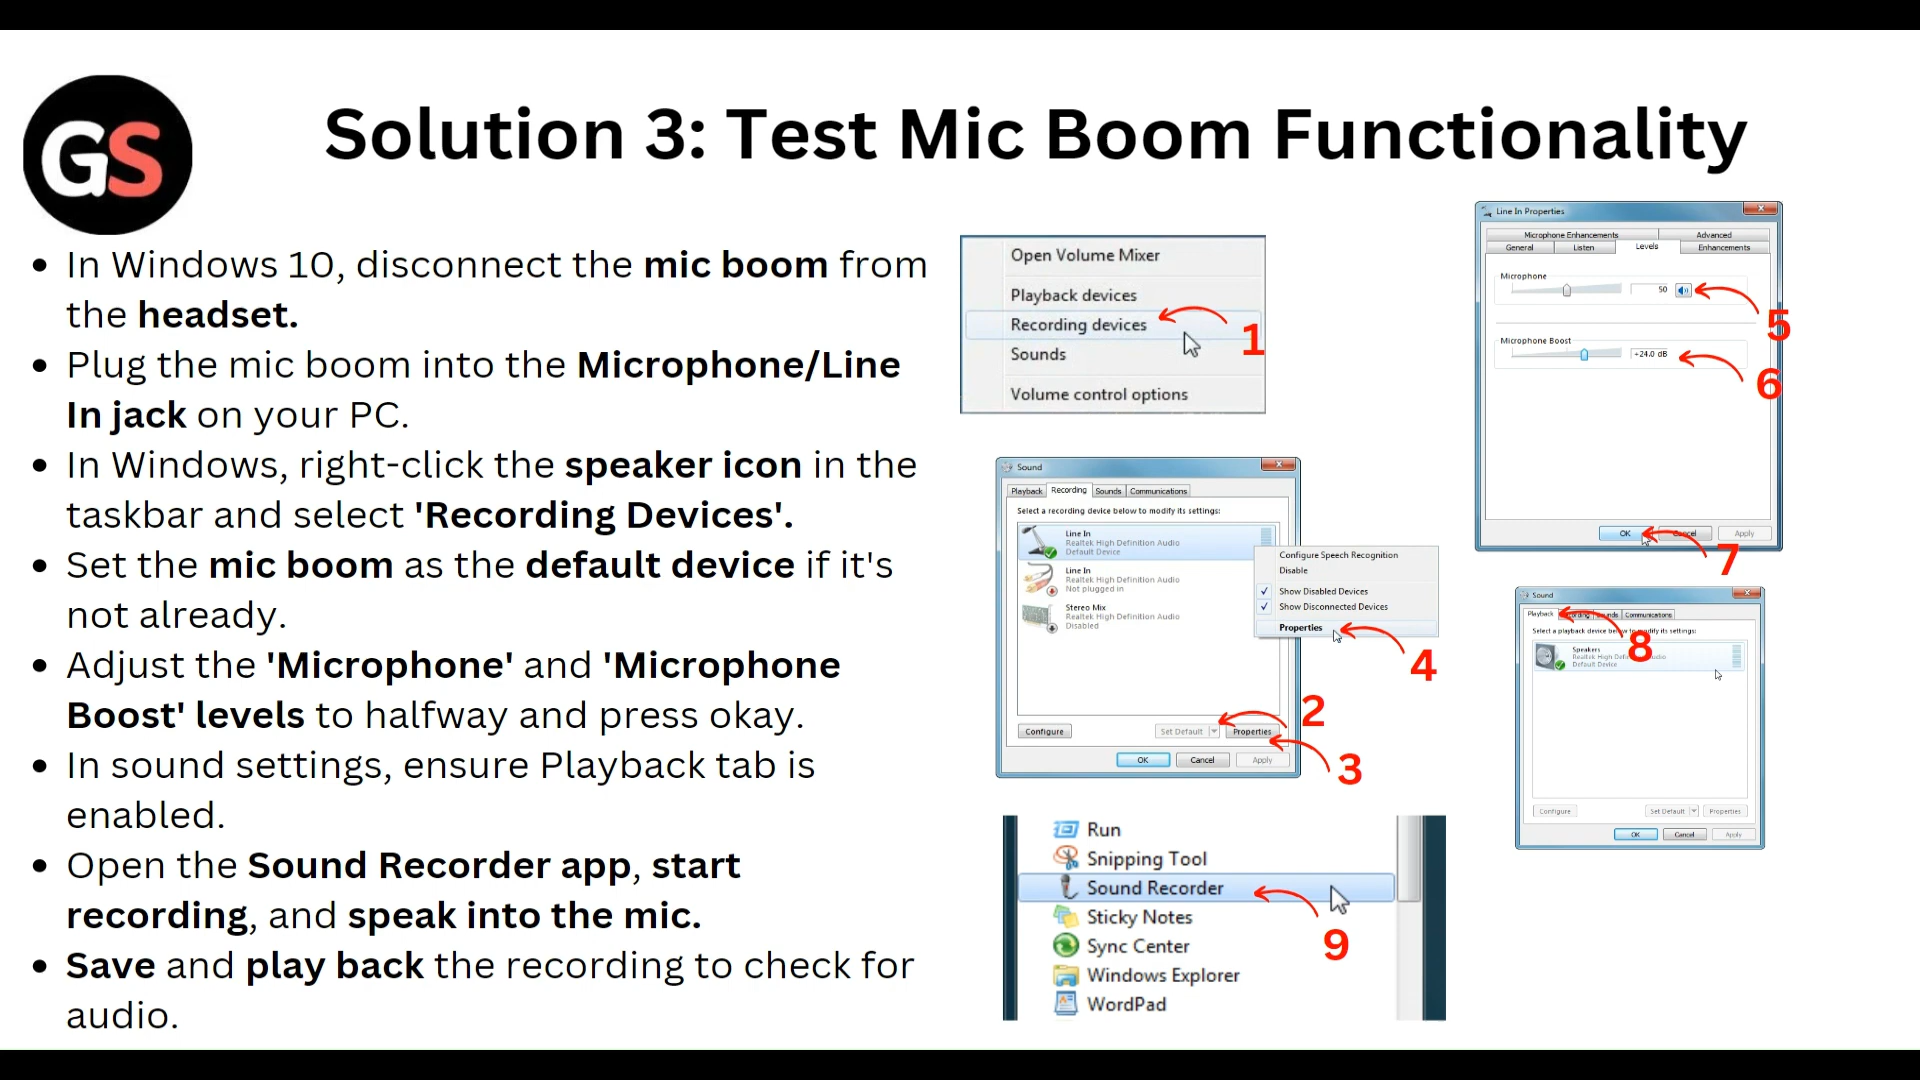 GS
Solution 3: Test Mic Boom Functionality
• In Windows 10, disconnect the mic boom from
the headset.
• Plug the mic boom into the Microphone/Line
In jack on your PC.
• In Windows, right-click the speaker icon in the
taskbar and select 'Recording Devices'.
• Set the mic boom as the default device if it's
not already.
• Adjust the 'Microphone' and 'Microphone
Boost' levels to halfway and press okay.
• In sound settings, ensure Playback tab is
enabled.
• Open the Sound Recorder app, start
recording, and speak into the mic.
• Save and play back the recording to check for
audio.
Open Volume Mixer
Playback devices
Recording devices
1
Sounds
Volume control options
Sound
Playback Recording Sounds Communications
Select a recording device below to modify its settings:
Line In
Realtek High Definition Audio
Default Device
Line In
Realtek High Definition Audio
Not plugged in
Stereo Mix
Realtek High Definition Audio
Disabled
Configure Speech Recognition
Disable
Show Disabled Devices
Show Disconnected Devices
Properties
4
2
Configure Set Default Properties
3
OK Cancel Apply
Run
Snipping Tool
Sound Recorder
9
Sticky Notes
Sync Center
Windows Explorer
WordPad
Line In Properties
Microphone Enhancements Advanced
General Listen Levels Enhancements
Microphone
50
5
Microphone Boost
+24.0 dB
6
OK Cancel Apply
7
Sound
Playback Communications
8
Select a playback device below to modify its settings:
Speakers
Realtek High Audio
Default Device
Configure Set Default Properties
OK Cancel Apply